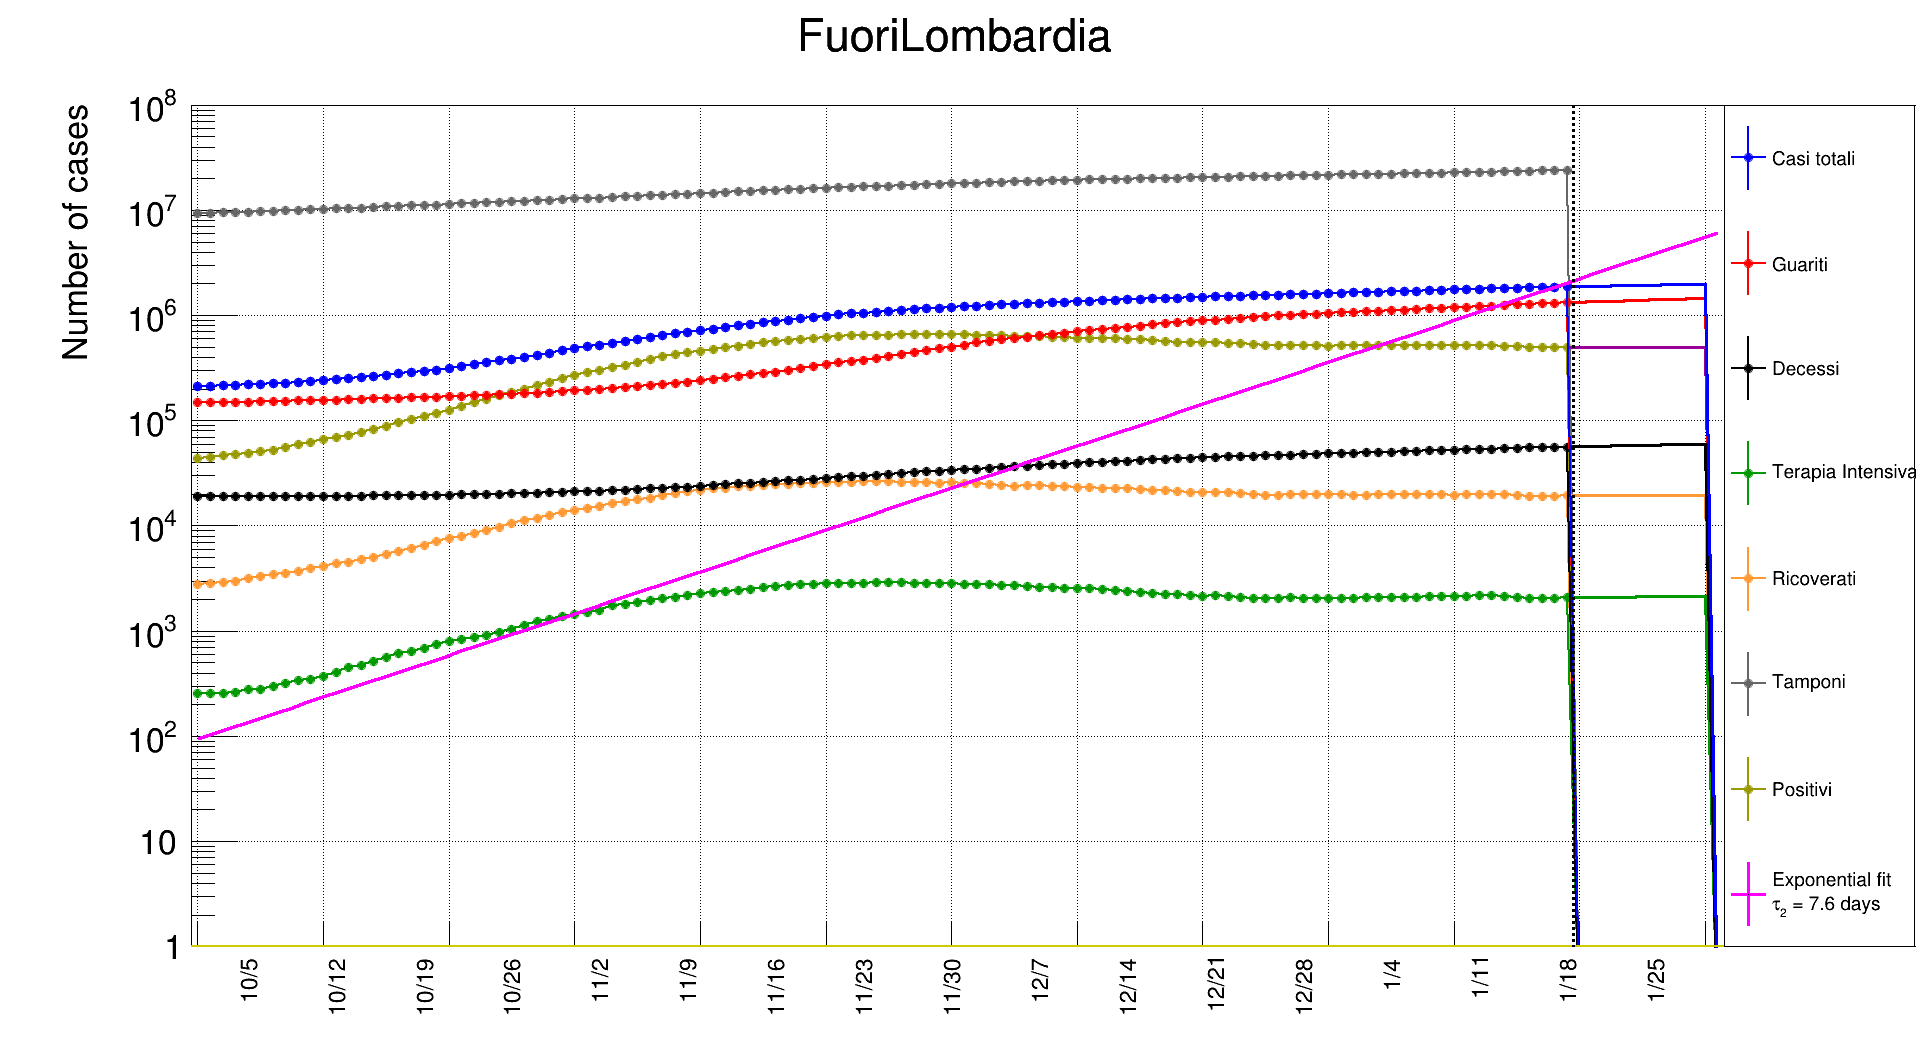 FuoriLombardia
Number of cases
10^8
10^7
10^6
10^5
10^4
10^3
10^2
10
1
10/5
10/12
10/19
10/26
11/2
11/9
11/16
11/23
11/30
12/7
12/14
12/21
12/28
1/4
1/11
1/18
1/25
Casi totali
Guariti
Decessi
Terapia Intensiva
Ricoverati
Tamponi
Positivi
Exponential fit
τ₂ = 7.6 days